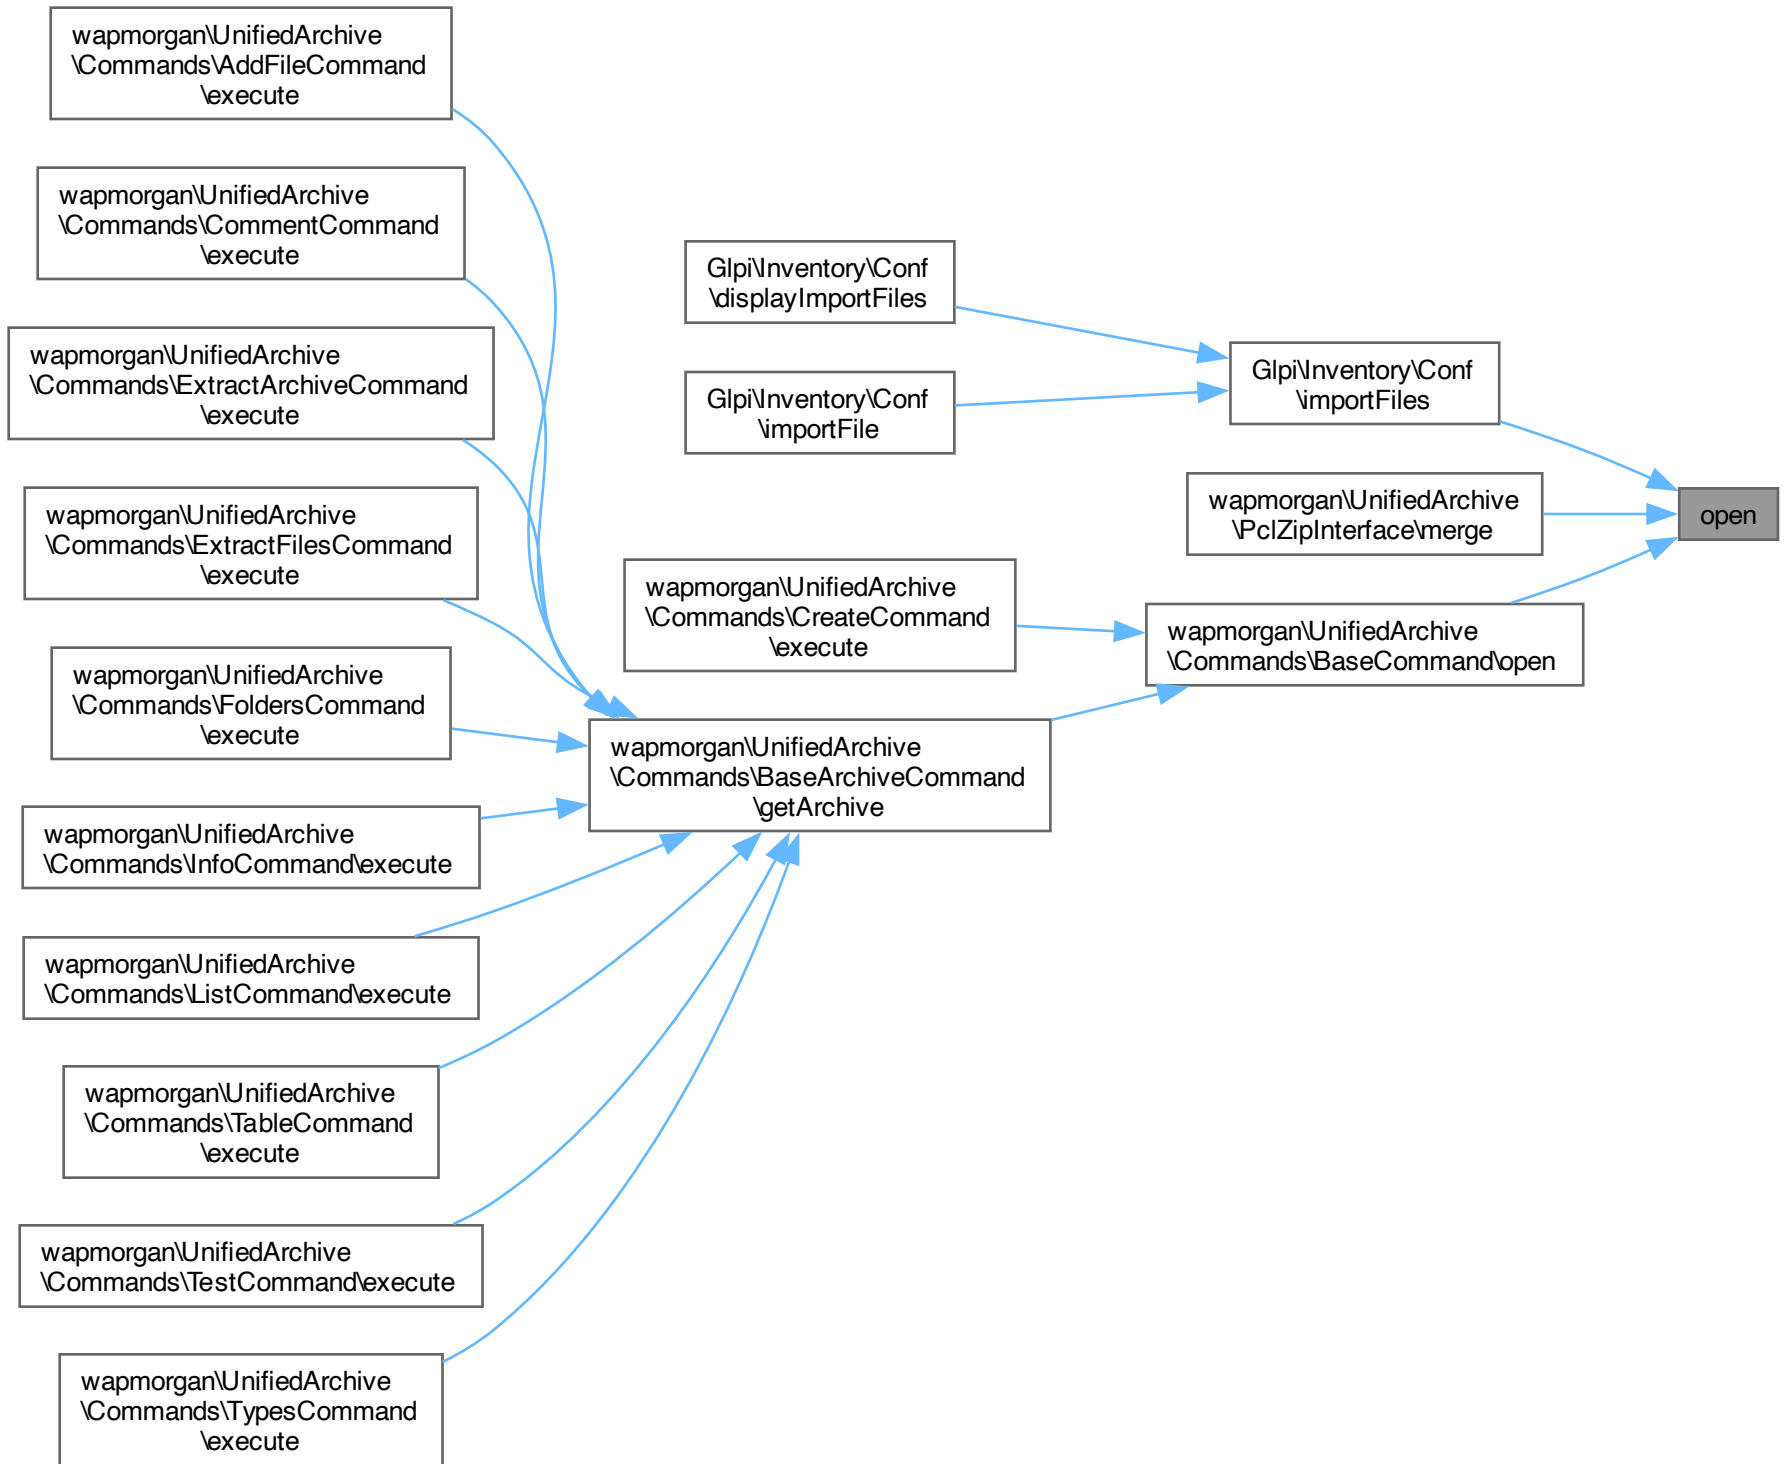 wapmorgan\UnifiedArchive
\Commands\AddFileCommand
\execute
wapmorgan\UnifiedArchive
\Commands\CommentCommand
\execute
wapmorgan\UnifiedArchive
\Commands\ExtractArchiveCommand
\execute
wapmorgan\UnifiedArchive
\Commands\ExtractFilesCommand
\execute
wapmorgan\UnifiedArchive
\Commands\FoldersCommand
\execute
wapmorgan\UnifiedArchive
\Commands\InfoCommand\execute
wapmorgan\UnifiedArchive
\Commands\ListCommand\execute
wapmorgan\UnifiedArchive
\Commands\TableCommand
\execute
wapmorgan\UnifiedArchive
\Commands\TestCommand\execute
wapmorgan\UnifiedArchive
\Commands\TypesCommand
\execute
Glpi\Inventory\Conf
\displayImportFiles
Glpi\Inventory\Conf
\importFile
wapmorgan\UnifiedArchive
\Commands\CreateCommand
\execute
wapmorgan\UnifiedArchive
\Commands\BaseArchiveCommand
\getArchive
Glpi\Inventory\Conf
\importFiles
wapmorgan\UnifiedArchive
\PclZipInterface\merge
wapmorgan\UnifiedArchive
\Commands\BaseCommand\open
open